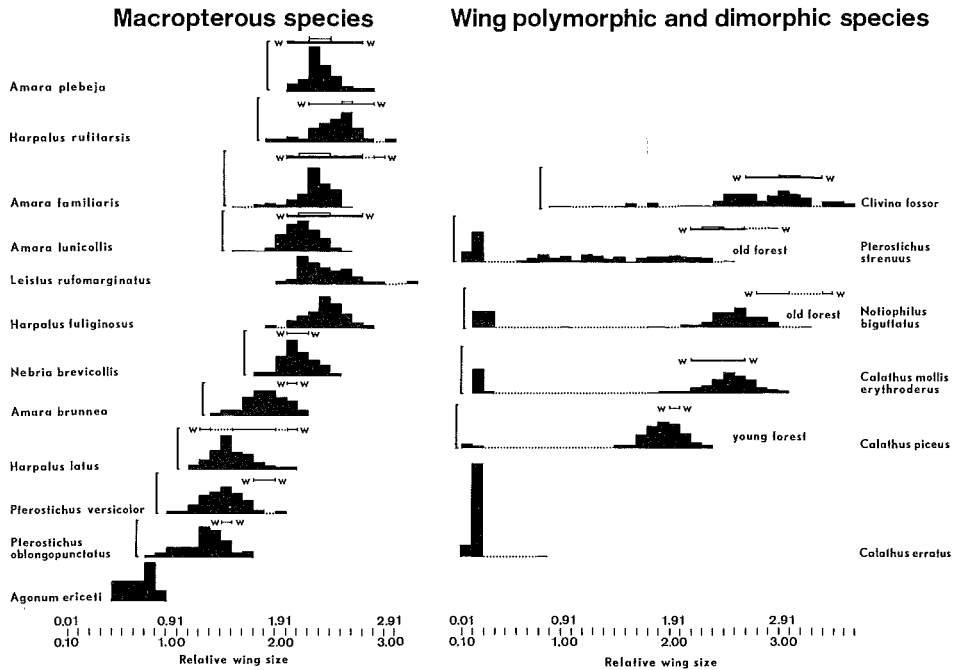 Macropterous species
Wing polymorphic and dimorphic species
W W
Amara plebeja
W W
Harpalus rufitarsis
W W
Amara familiaris
W W
Amara lunicollis
Leistus rufomarginatus
Harpalus fuliginosus
W W
Nebria brevicollis
W W
Amara brunnea
W W
Harpalus latus
W W
Pterostichus versicolor
W W
Pterostichus
oblongopunctatus
Agonum ericeti
0.01 0.91 1.91 2.91
0.10 1.00 2.00 3.00
Relative wing size
W W
Clivina fossor
W W
old forest
Pterostichus
strenuus
W W
old forest
Notiophilus
biguttatus
W W
Calathus mollis
erythroderus
W W
young forest
Calathus piceus
Calathus erratus
0.01 0.91 1.91 2.91
0.10 1.00 2.00 3.00
Relative wing size